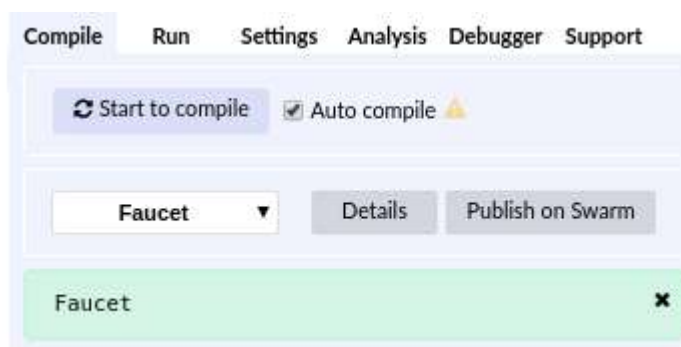 Compile Run Settings Analysis Debugger Support
Start to compile Auto compile
Faucet Details Publish on Swarm
Faucet